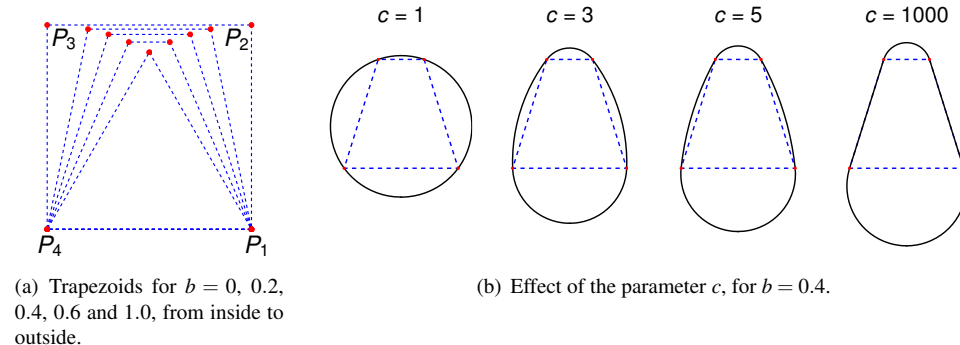 c = 1
c = 3
c = 5
c = 1000
P3
P2
P4
P1
(a) Trapezoids for b = 0, 0.2,
0.4, 0.6 and 1.0, from inside to
outside.
(b) Effect of the parameter c, for b = 0.4.